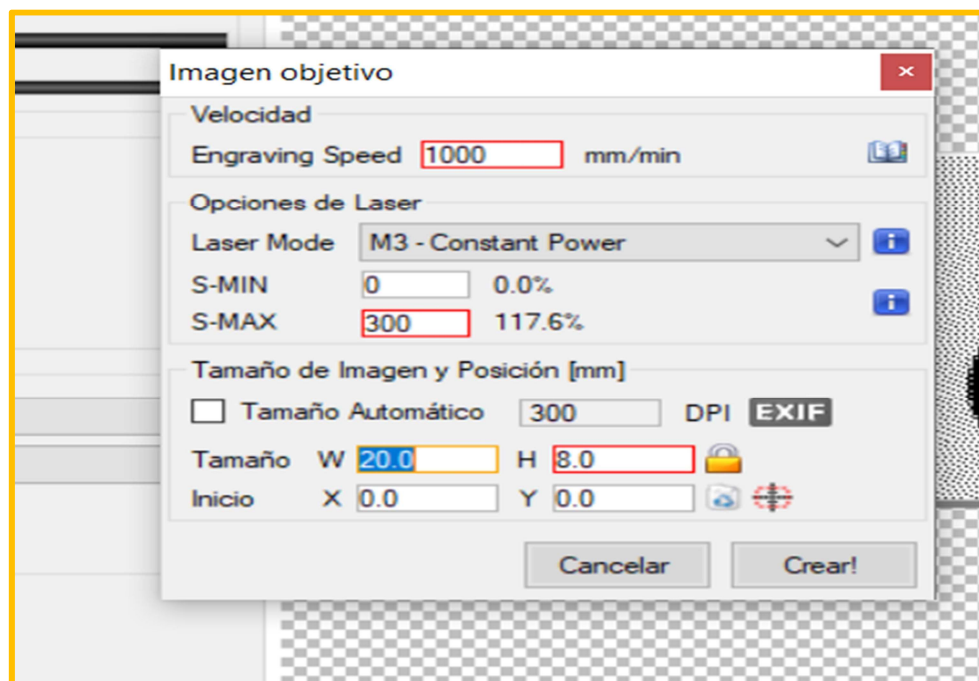 Imagen objetivo
Velocidad
Engraving Speed 1000 mm/min
Opciones de Laser
Laser Mode M3 - Constant Power
S-MIN 0 0.0%
S-MAX 300 117.6%
Tamaño de Imagen y Posición [mm]
Tamaño Automático 300 DPI EXIF
Tamaño W 20.0 H 8.0
Inicio X 0.0 Y 0.0
Cancelar Crear!